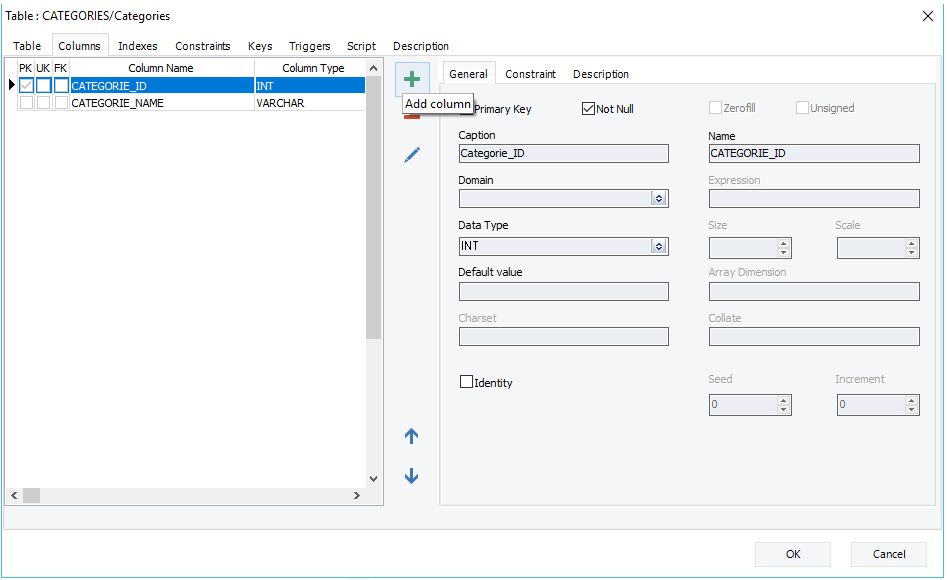 Table : CATEGORIES/Categories
Table Columns Indexes Constraints Keys Triggers Script Description
PK UK FK Column Name Column Type
CATEGORIE_ID INT
CATEGORIE_NAME VARCHAR
Add column
General Constraint Description
Primary Key Not Null Zerofill Unsigned
Caption Name
Categorie_ID CATEGORIE_ID
Domain Expression
Data Type Size Scale
INT
Default value Array Dimension
Charset Collate
Identity Seed Increment
0 0
OK Cancel